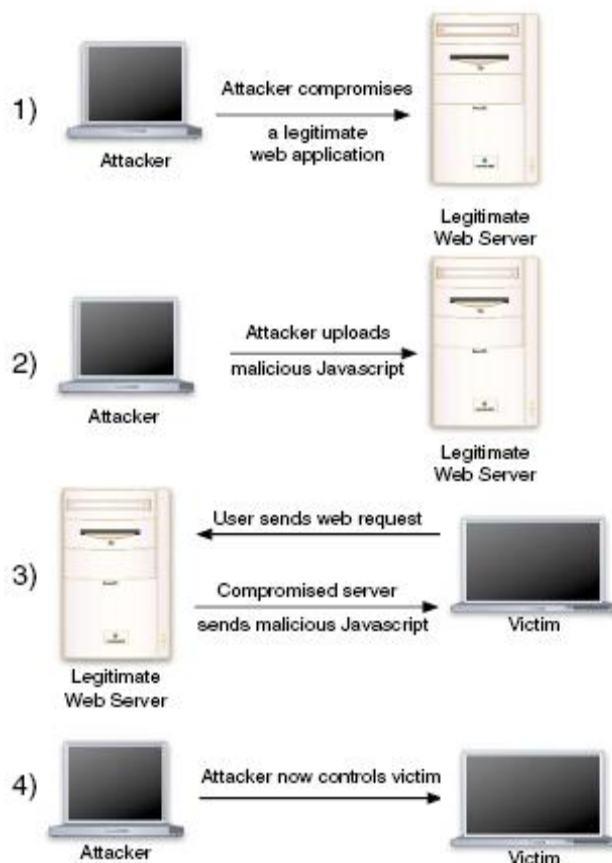 1)
Attacker compromises
a legitimate
web application
Attacker
Legitimate
Web Server
2)
Attacker uploads
malicious Javascript
Attacker
Legitimate
Web Server
3)
User sends web request
Compromised server
sends malicious Javascript
Legitimate
Web Server
Victim
4)
Attacker now controls victim
Attacker
Victim